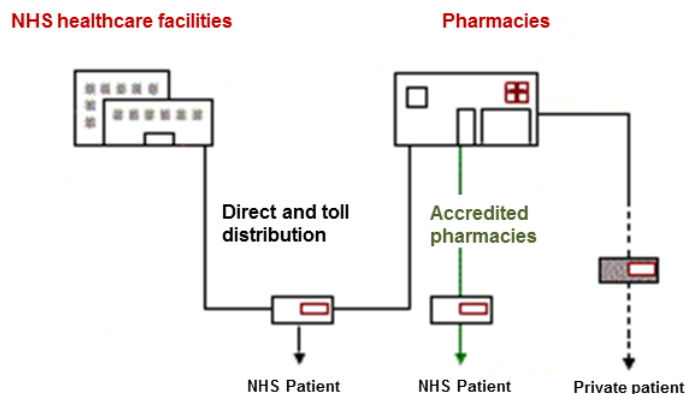 NHS healthcare facilities
Pharmacies
Direct and toll
distribution
Accredited
pharmacies
NHS Patient
NHS Patient
Private patient